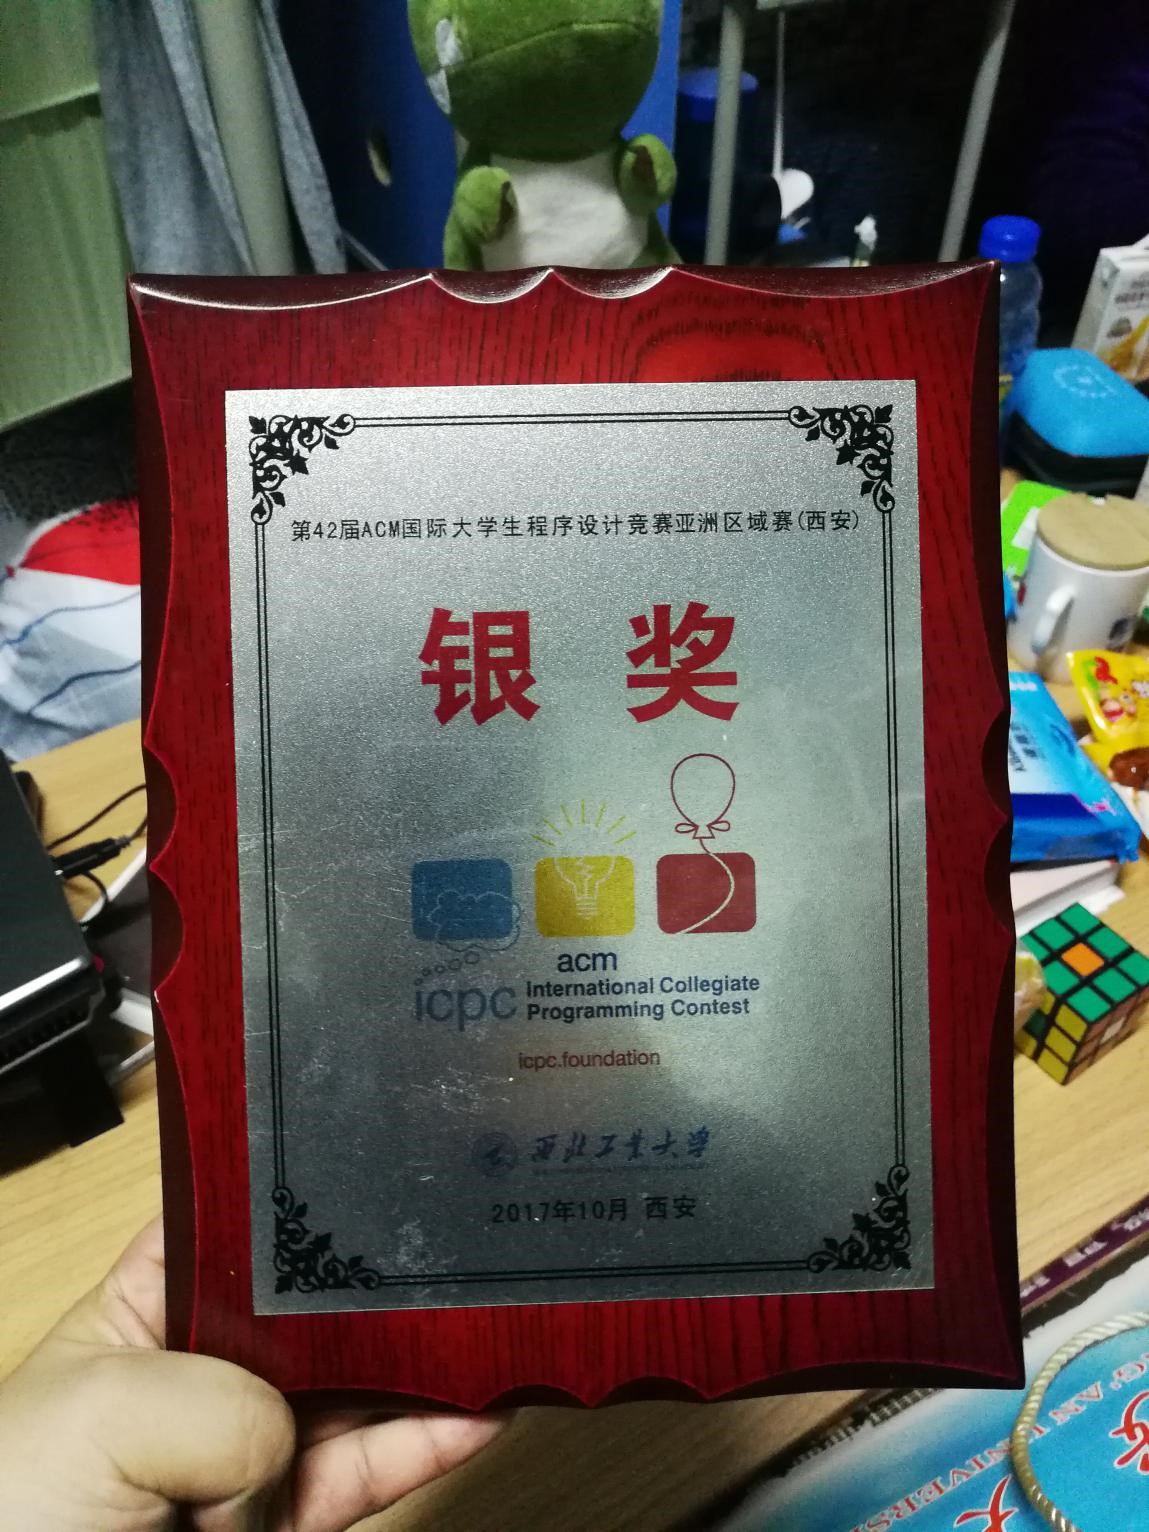 第42届ACM国际大学生程序设计竞赛亚洲区域赛(西安)
银 奖
acm
icpc International Collegiate
Programming Contest
icpc.foundation
西北工业大学
2017年10月 西安